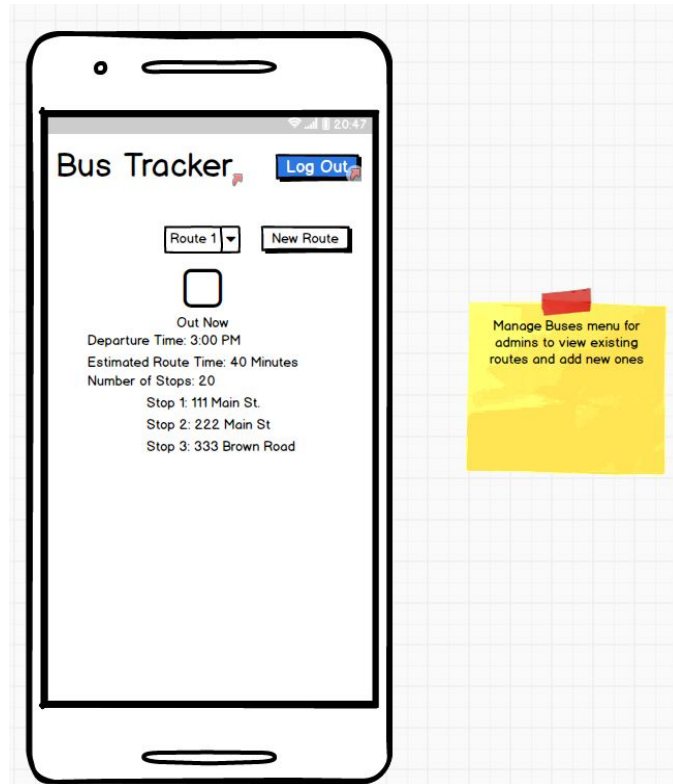 20:47
Bus Tracker
Log Out
Route 1
New Route
Out Now
Departure Time: 3:00 PM
Estimated Route Time: 40 Minutes
Number of Stops: 20
Stop 1: 111 Main St.
Stop 2: 222 Main St
Stop 3: 333 Brown Road
Manage Buses menu for
admins to view existing
routes and add new ones